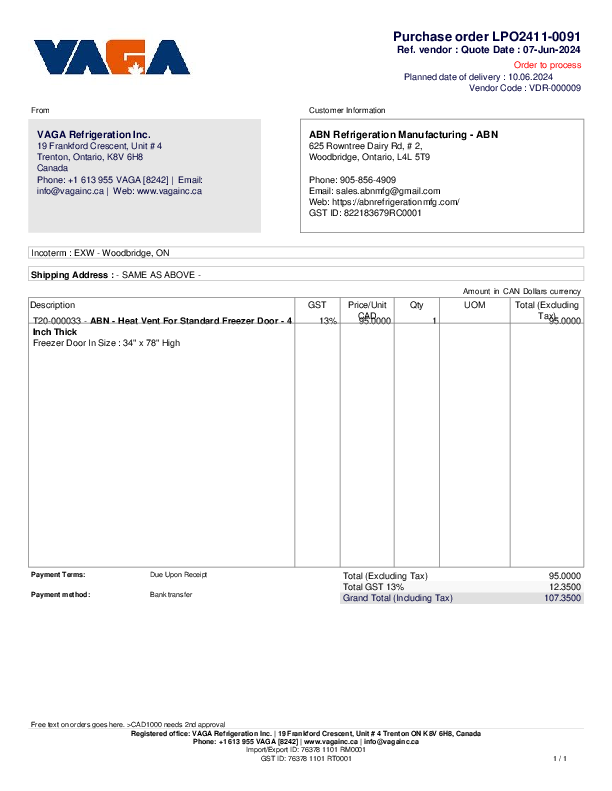 VAGA
Purchase order LPO2411-0091
Ref. vendor : Quote Date : 07-Jun-2024
Order to process
Planned date of delivery : 10.06.2024
Vendor Code : VDR-000009
From
Customer Information
VAGA Refrigeration Inc.
19 Frankford Crescent, Unit # 4
Trenton, Ontario, K8V 6H8
Canada
Phone: +1 613 955 VAGA [8242] | Email:
info@vagainc.ca | Web: www.vagainc.ca
ABN Refrigeration Manufacturing - ABN
625 Rowntree Dairy Rd, # 2,
Woodbridge, Ontario, L4L 5T9
Phone: 905-856-4909
Email: sales.abnmfg@gmail.com
Web: https://abnrefrigerationmfg.com/
GST ID: 822183679RC0001
Incoterm : EXW - Woodbridge, ON
Shipping Address : - SAME AS ABOVE -
Amount in CAN Dollars currency
Description GST Price/Unit CAD Qty UOM Total (Excluding Tax)
T20-000033 - ABN - Heat Vent For Standard Freezer Door - 4 13% 95.0000 1 95.0000
Inch Thick
Freezer Door In Size : 34" x 78" High
Payment Terms: Due Upon Receipt
Payment method: Bank transfer
Total (Excluding Tax) 95.0000
Total GST 13% 12.3500
Grand Total (Including Tax) 107.3500
Free text on orders goes here. >CAD1000 needs 2nd approval
Registered office: VAGA Refrigeration Inc. | 19 Frankford Crescent, Unit # 4 Trenton ON K8V 6H8, Canada
Phone: +1 613 955 VAGA [8242] | www.vagainc.ca | info@vagainc.ca
Import/Export ID: 76378 1101 RM0001
GST ID: 76378 1101 RT0001
1 / 1